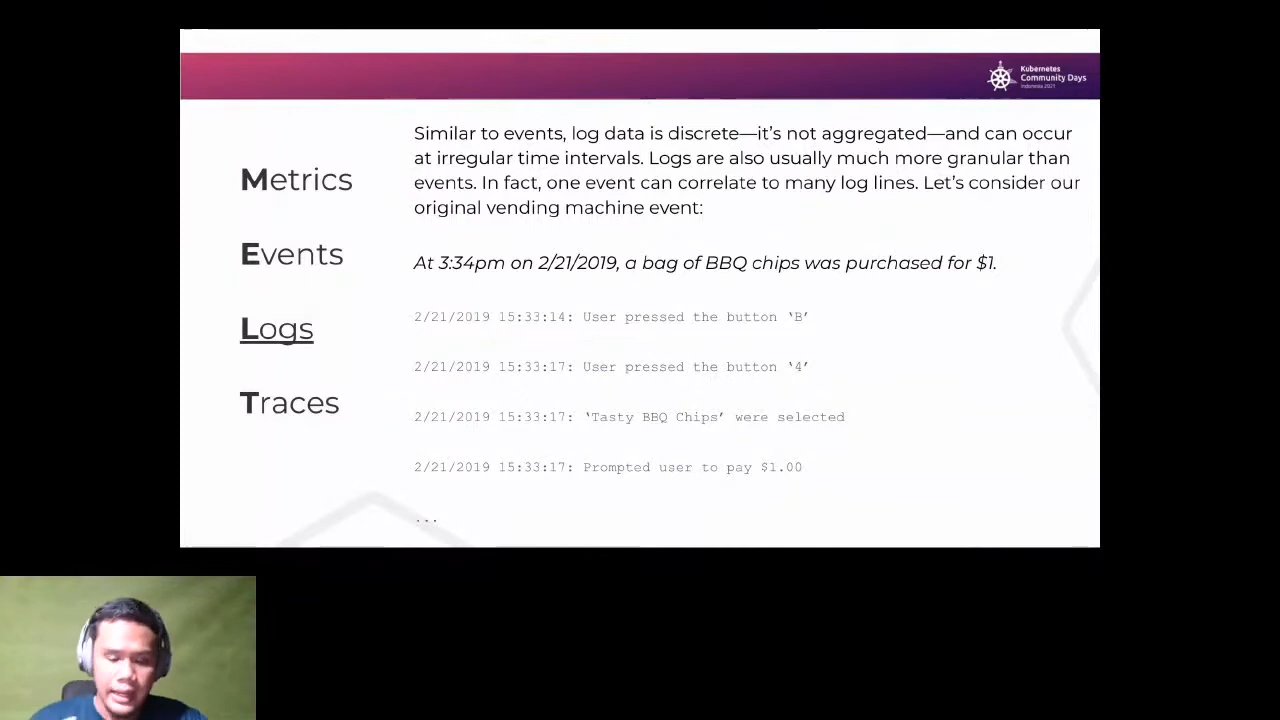 Kubernetes
Community Days
Indonesia 2021
Metrics
Events
Logs
Traces
Similar to events, log data is discrete—it’s not aggregated—and can occur
at irregular time intervals. Logs are also usually much more granular than
events. In fact, one event can correlate to many log lines. Let’s consider our
original vending machine event:
At 3:34pm on 2/21/2019, a bag of BBQ chips was purchased for $1.
2/21/2019 15:33:14: User pressed the button ‘B’
2/21/2019 15:33:17: User pressed the button ‘4’
2/21/2019 15:33:17: ‘Tasty BBQ Chips’ were selected
2/21/2019 15:33:17: Prompted user to pay $1.00
...